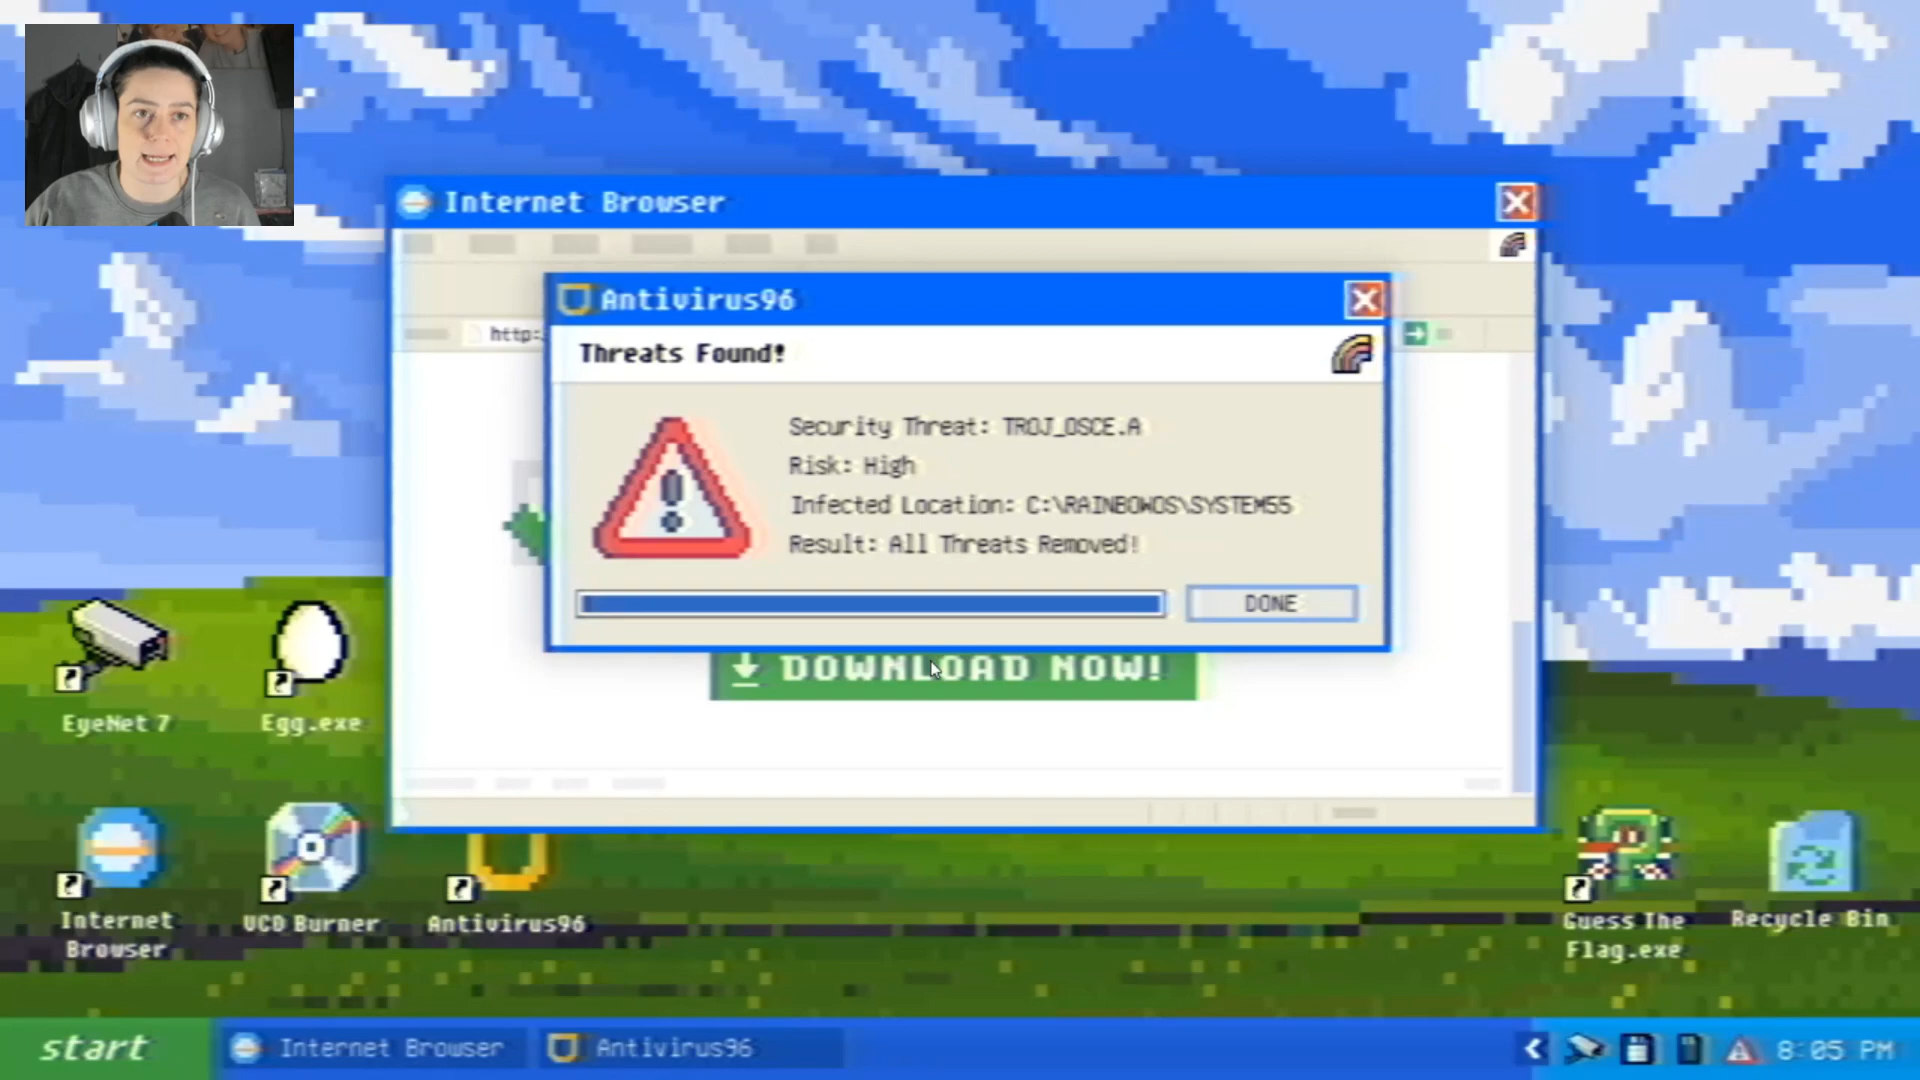 Internet Browser
http:
Antivirus96
Threats Found!
Security Threat: TROJ_OSCE.A
Risk: High
Infected Location: C:\RAINBOWOS\SYSTEM55
Result: All Threats Removed!
DONE
DOWNLOAD NOW!
EyeNet 7
Egg.exe
Internet
Browser
VCD Burner
Antivirus96
Guess The
Flag.exe
Recycle Bin
start
Internet Browser
Antivirus96
8:05 PM